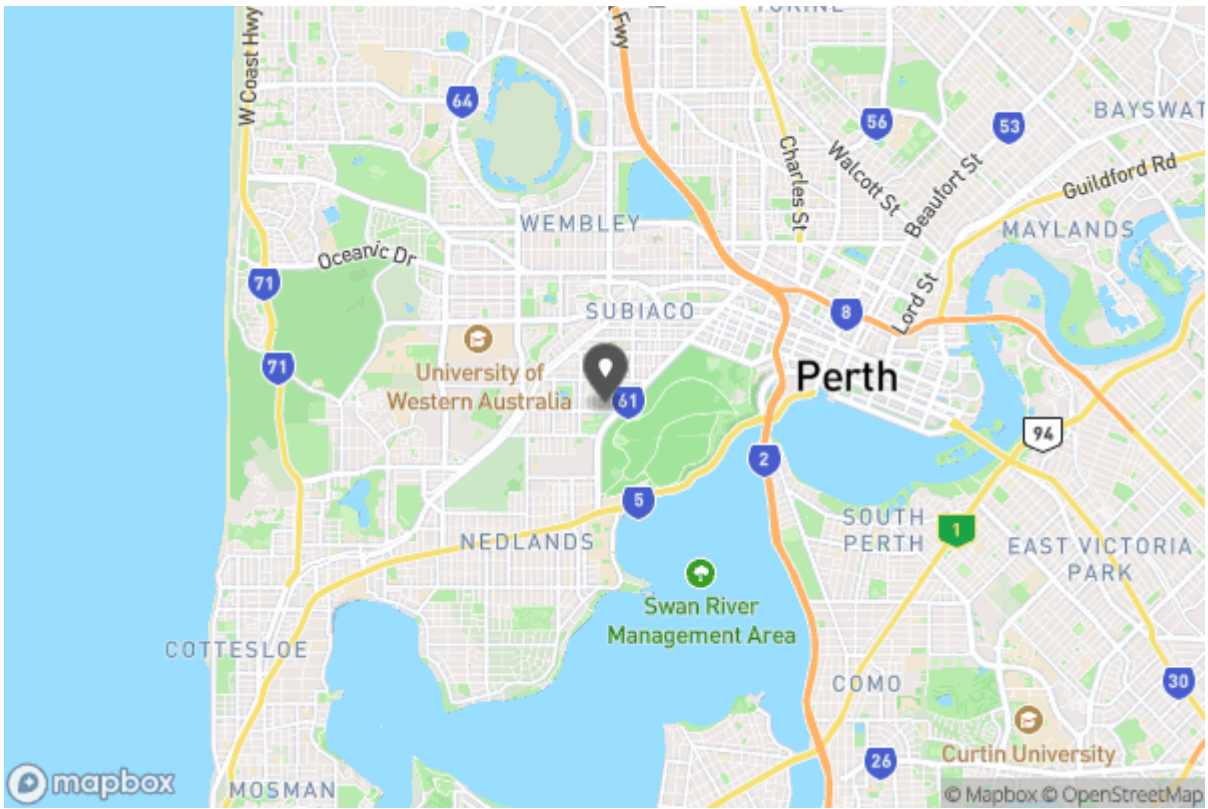 W Coast Hwy
Fwy
64
56
53
BAYSWAT
Charles St
Walcott St
Beaufort St
Guildford Rd
WEMBLEY
MAYLANDS
Oceanic Dr
71
SUBIACO
8
Lord St
71
University of
Western Australia
61
Perth
94
2
5
SOUTH
PERTH
1
NEDLANDS
EAST VICTORIA
PARK
Swan River
Management Area
COTTESLOE
COMO
30
Curtin University
26
mapbox
MOSMAN
© Mapbox © OpenStreetMap